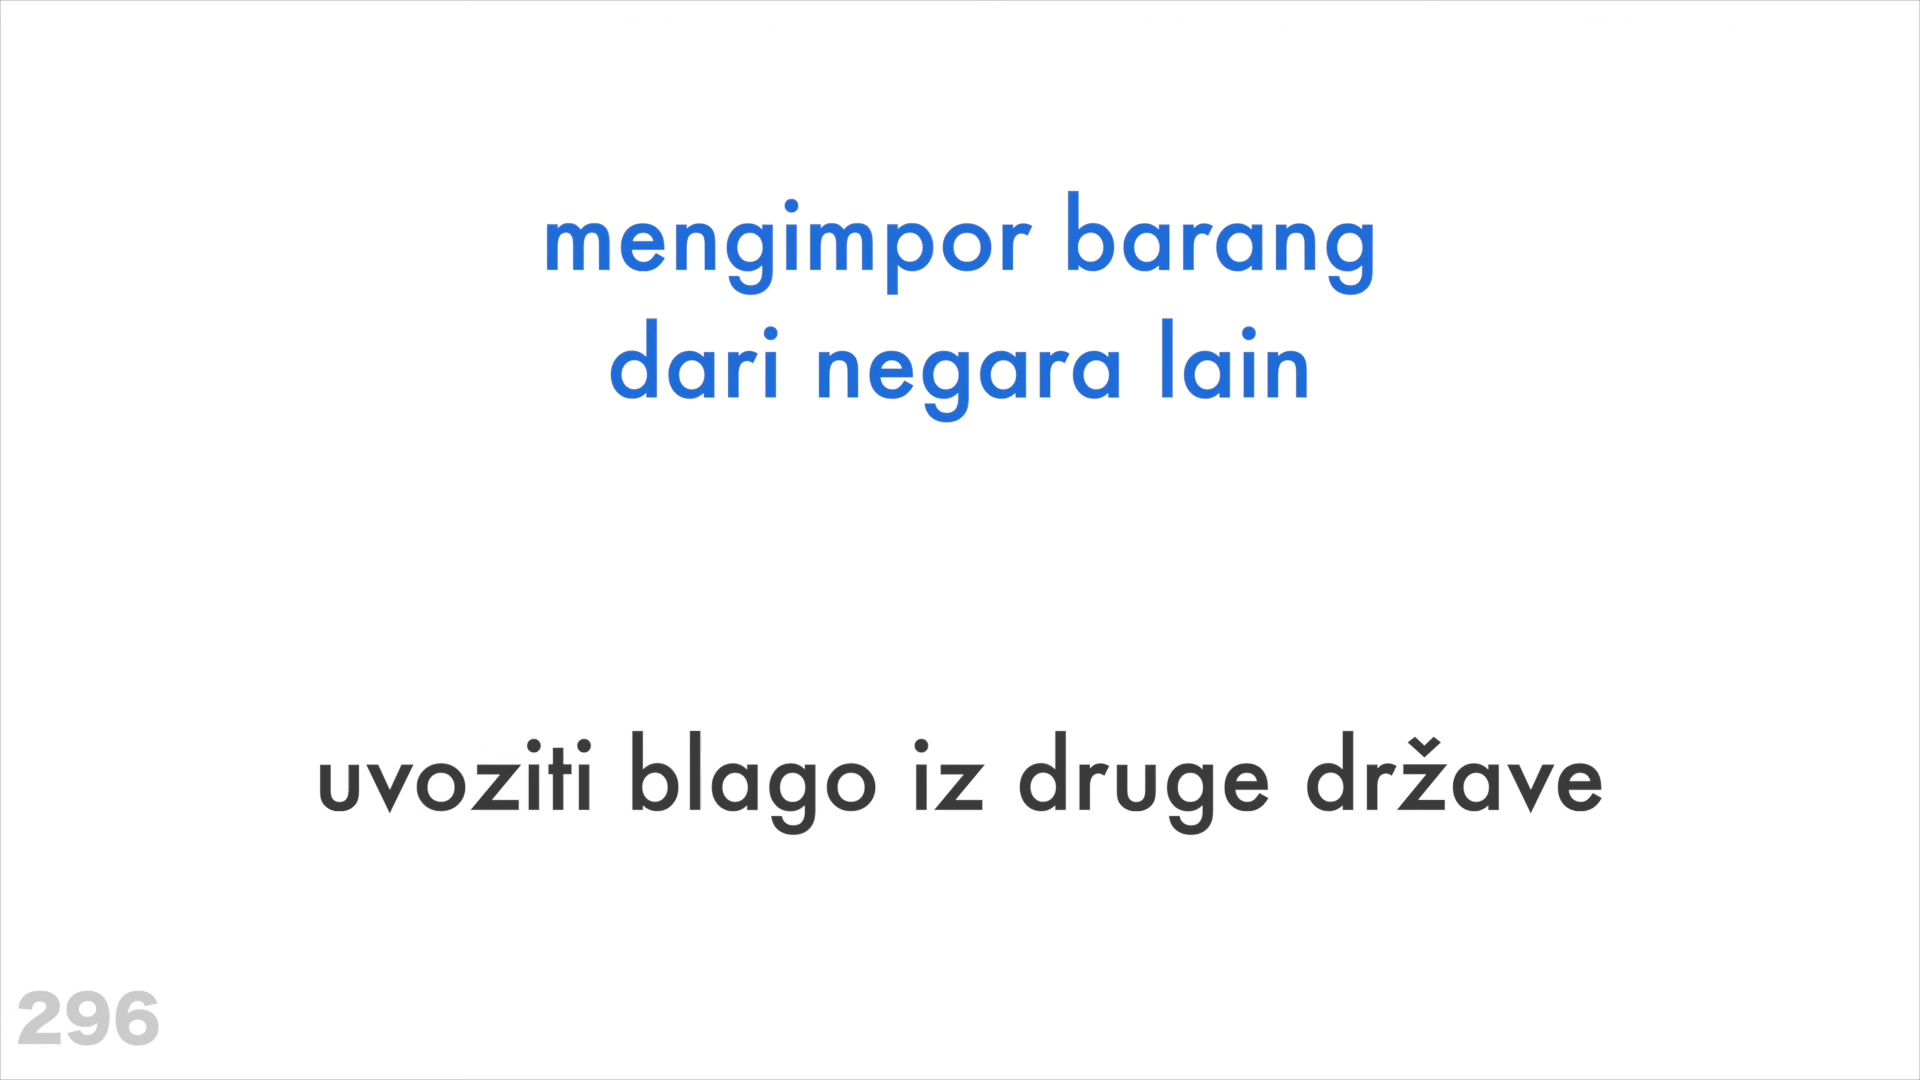 mengimpor barang
dari negara lain
uvoziti blago iz druge države
296